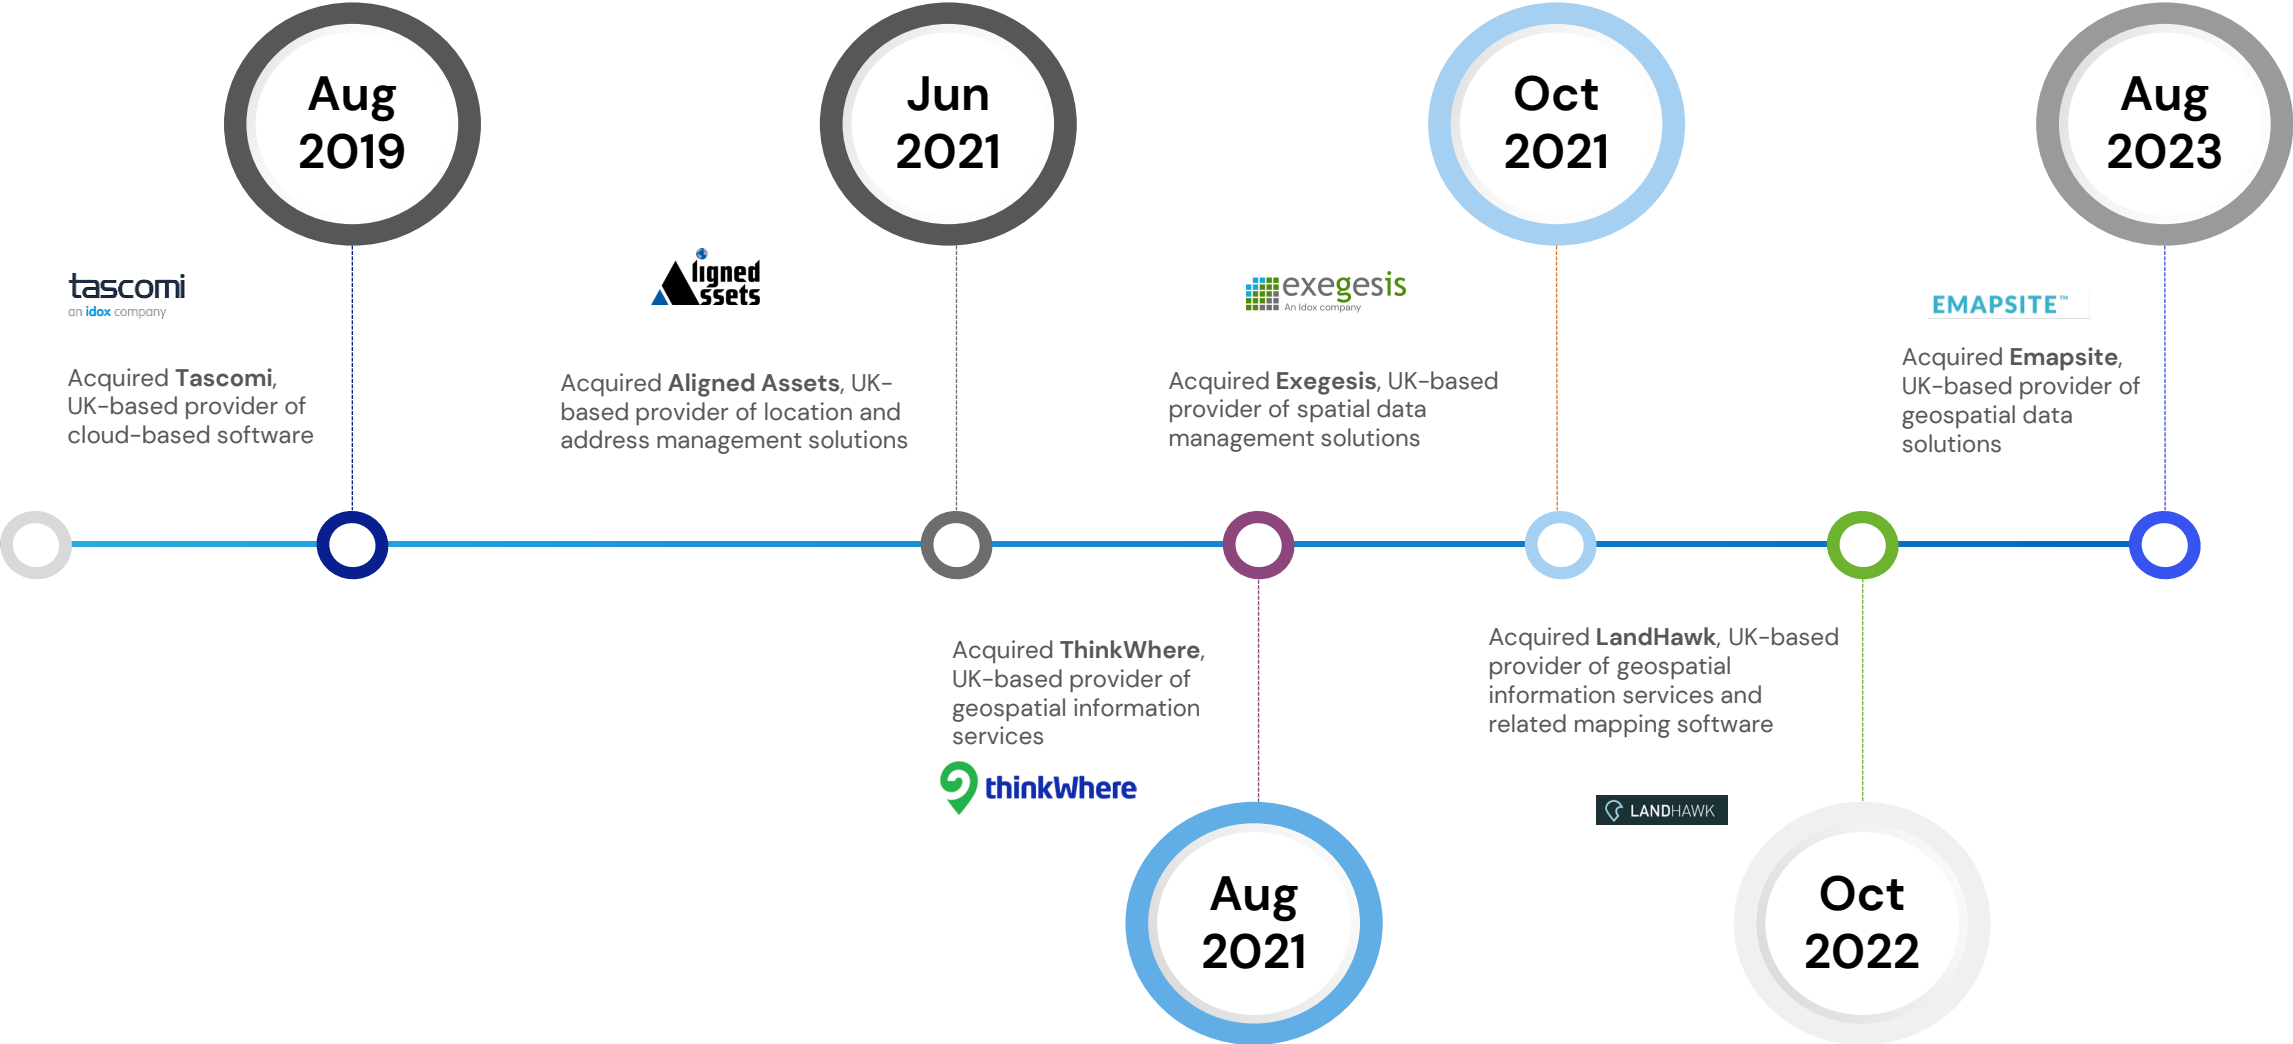 Aug
2019
Jun
2021
Oct
2021
Aug
2023
tascomi
an idox company
Acquired Tascomi,
UK-based provider of
cloud-based software
Aligned
Assets
Acquired Aligned Assets, UK-
based provider of location and
address management solutions
exegesis
An Idox company
Acquired Exegesis, UK-based
provider of spatial data
management solutions
EMAPSITE™
Acquired Emapsite,
UK-based provider of
geospatial data
solutions
Acquired ThinkWhere,
UK-based provider of
geospatial information
services
thinkWhere
Aug
2021
Acquired LandHawk, UK-based
provider of geospatial
information services and
related mapping software
LANDHAWK
Oct
2022